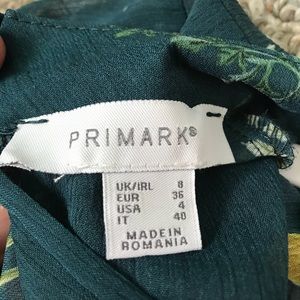 PRIMARK®
UK/IRL 8
EUR 36
USA 4
IT 40
MADE IN
ROMANIA